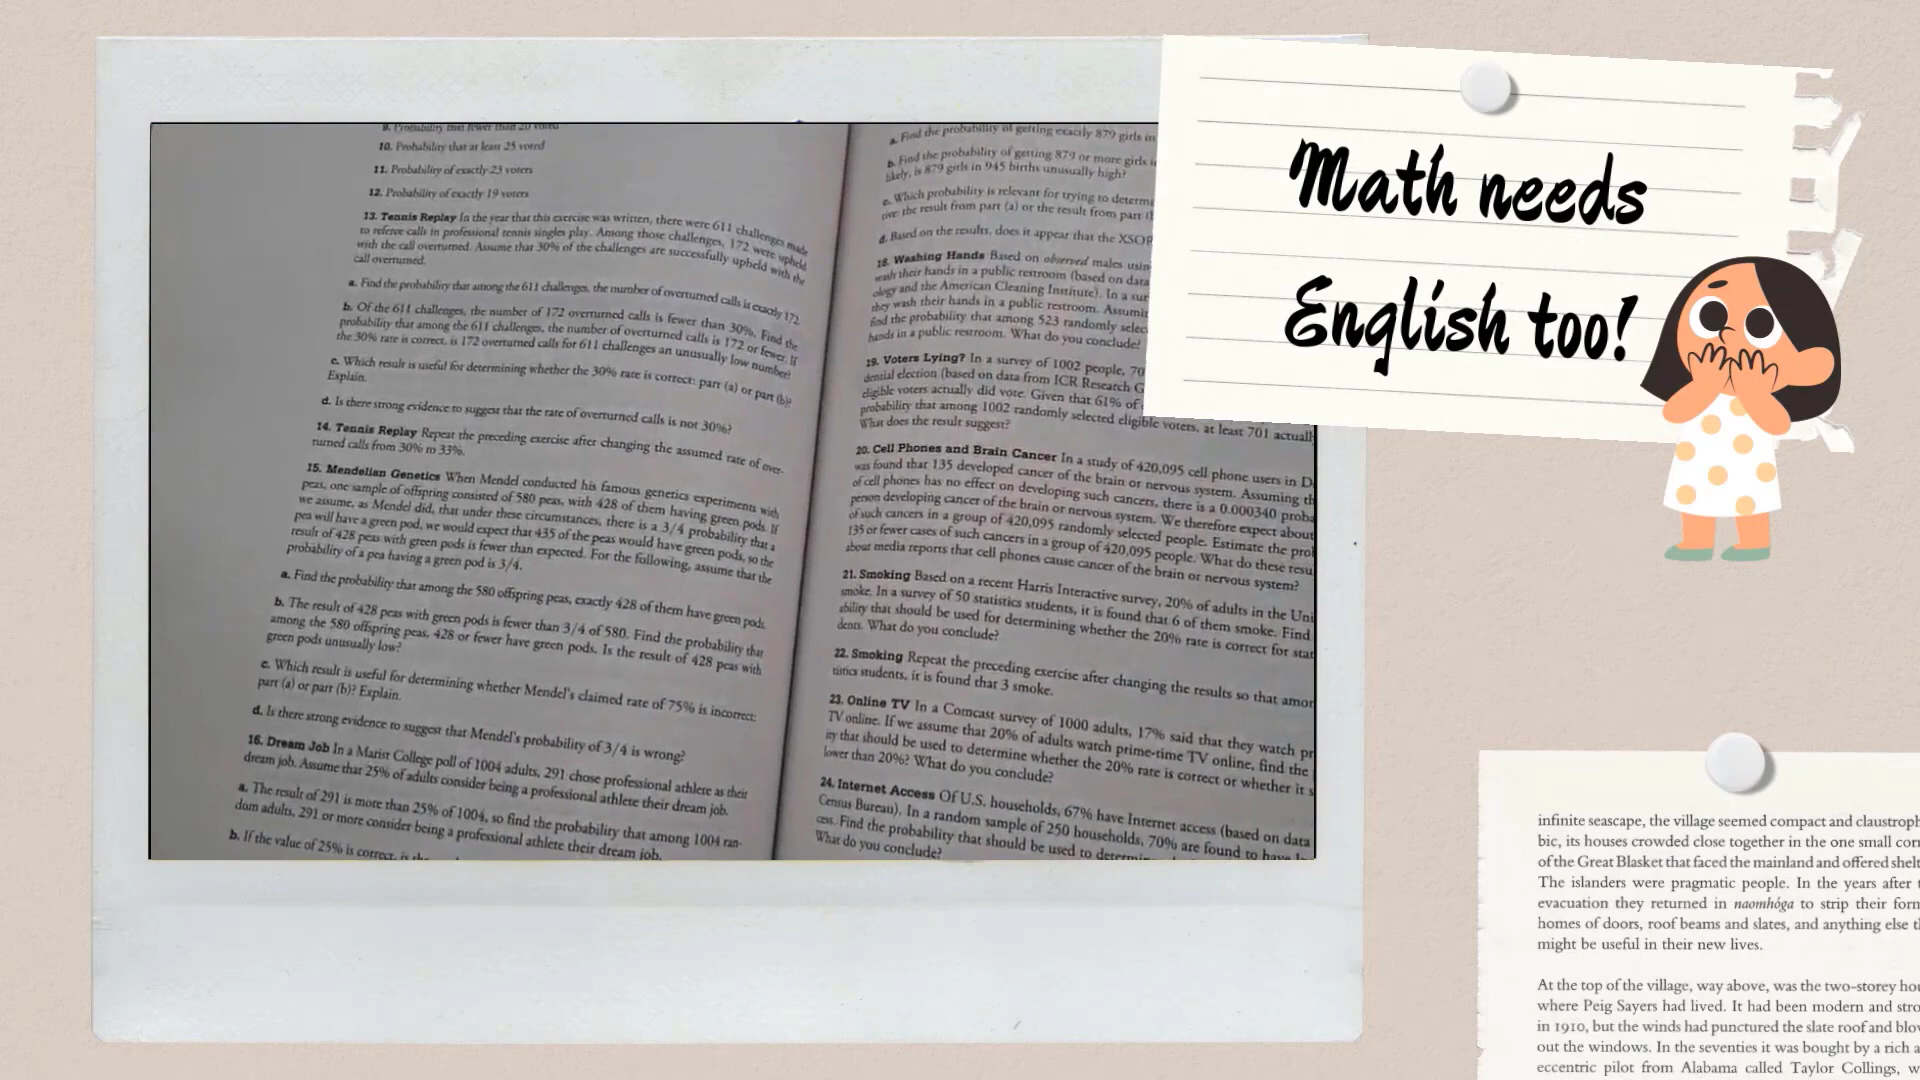 9. Probability that fewer than 20 voted
10. Probability that at least 25 voted
11. Probability of exactly 23 voters
12. Probability of exactly 19 voters
13. Tennis Replay In the year that this exercise was written, there were 611 challenges made
to referee calls in professional tennis singles play. Among those challenges, 172 were upheld
with the call overturned. Assume that 30% of the challenges are successfully upheld with the
call overturned.
a. Find the probability that among the 611 challenges, the number of overturned calls is exactly 172.
b. Of the 611 challenges, the number of 172 overturned calls is fewer than 30%. Find the
probability that among the 611 challenges, the number of overturned calls is 172 or fewer. If
the 30% rate is correct, is 172 overturned calls for 611 challenges an unusually low number?
c. Which result is useful for determining whether the 30% rate is correct: part (a) or part (b)?
Explain.
d. Is there strong evidence to suggest that the rate of overturned calls is not 30%?
14. Tennis Replay Repeat the preceding exercise after changing the assumed rate of over-
turned calls from 30% to 33%.
15. Mendelian Genetics When Mendel conducted his famous genetics experiments with
peas, one sample of offspring consisted of 580 peas, with 428 of them having green pods. If
we assume, as Mendel did, that under these circumstances, there is a 3/4 probability that a
pea will have a green pod, we would expect that 435 of the peas would have green pods, so the
result of 428 peas with green pods is fewer than expected. For the following, assume that the
probability of a pea having a green pod is 3/4.
a. Find the probability that among the 580 offspring peas, exactly 428 of them have green pods.
b. The result of 428 peas with green pods is fewer than 3/4 of 580. Find the probability that
among the 580 offspring peas, 428 or fewer have green pods. Is the result of 428 peas with
green pods unusually low?
c. Which result is useful for determining whether Mendel's claimed rate of 75% is incorrect:
part (a) or part (b)? Explain.
d. Is there strong evidence to suggest that Mendel's probability of 3/4 is wrong?
16. Dream Job In a Marist College poll of 1004 adults, 291 chose professional athlete as their
dream job. Assume that 25% of adults consider being a professional athlete their dream job.
a. The result of 291 is more than 25% of 1004, so find the probability that among 1004 ran-
dom adults, 291 or more consider being a professional athlete their dream job.
b. If the value of 25% is correct, is the
a. Find the probability of getting exactly 879 girls in
b. Find the probability of getting 879 or more girls
likely, is 879 girls in 945 births unusually high?
c. Which probability is relevant for trying to
tive: the result from part (a) or the result from part
d. Based on the results, does it appear that the
18. Washing Hands Based on observed males
wash their hands in a public restroom (based on data
ology and the American Cleaning Institute). In a
they wash their hands in a public restroom.
find the probability that among 523 randomly
hands in a public restroom. What do you conclude?
19. Voters Lying? In a survey of 1002 people,
dential election (based on data from ICR Research
eligible voters actually did vote. Given that 61% of
probability that among 1002 randomly selected eligible voters, at least 701
What does the result suggest?
20. Cell Phones and Brain Cancer In a study of 420,095 cell phone users in
was found that 135 developed cancer of the brain or nervous system. Assuming
of cell phones has no effect on developing such cancers, there is a 0.000340
person developing cancer of the brain or nervous system. We therefore expect about
of such cancers in a group of 420,095 randomly selected people. Estimate the
135 or fewer cases of such cancers in a group of 420,095 people. What do these
about media reports that cell phones cause cancer of the brain or nervous system?
21. Smoking Based on a recent Harris Interactive survey, 20% of adults in the
smoke. In a survey of 50 statistics students, it is found that 6 of them smoke. Find
ability that should be used for determining whether the 20% rate is correct for
dents. What do you conclude?
22. Smoking Repeat the preceding exercise after changing the results so that
tistics students, it is found that 3 smoke.
23. Online TV In a Comcast survey of 1000 adults, 17% said that they watch
TV online. If we assume that 20% of adults watch prime-time TV online, find the
ity that should be used to determine whether the 20% rate is correct or whether it
lower than 20%? What do you conclude?
24. Internet Access Of U.S. households, 67% have Internet access (based on data
Census Bureau). In a random sample of 250 households, 70% are found to have
cess. Find the probability that should be used to
What do you conclude?
Math needs
English too!
infinite seascape, the village seemed compact and claustroph
bic, its houses crowded close together in the one small
of the Great Blasket that faced the mainland and offered
The islanders were pragmatic people. In the years after
evacuation they returned in naomhóga to strip their
homes of doors, roof beams and slates, and anything else
might be useful in their new lives.
At the top of the village, way above, was the two-storey
where Peig Sayers had lived. It had been modern and
in 1910, but the winds had punctured the slate roof and
out the windows. In the seventies it was bought by a rich
eccentric pilot from Alabama called Taylor Collings,